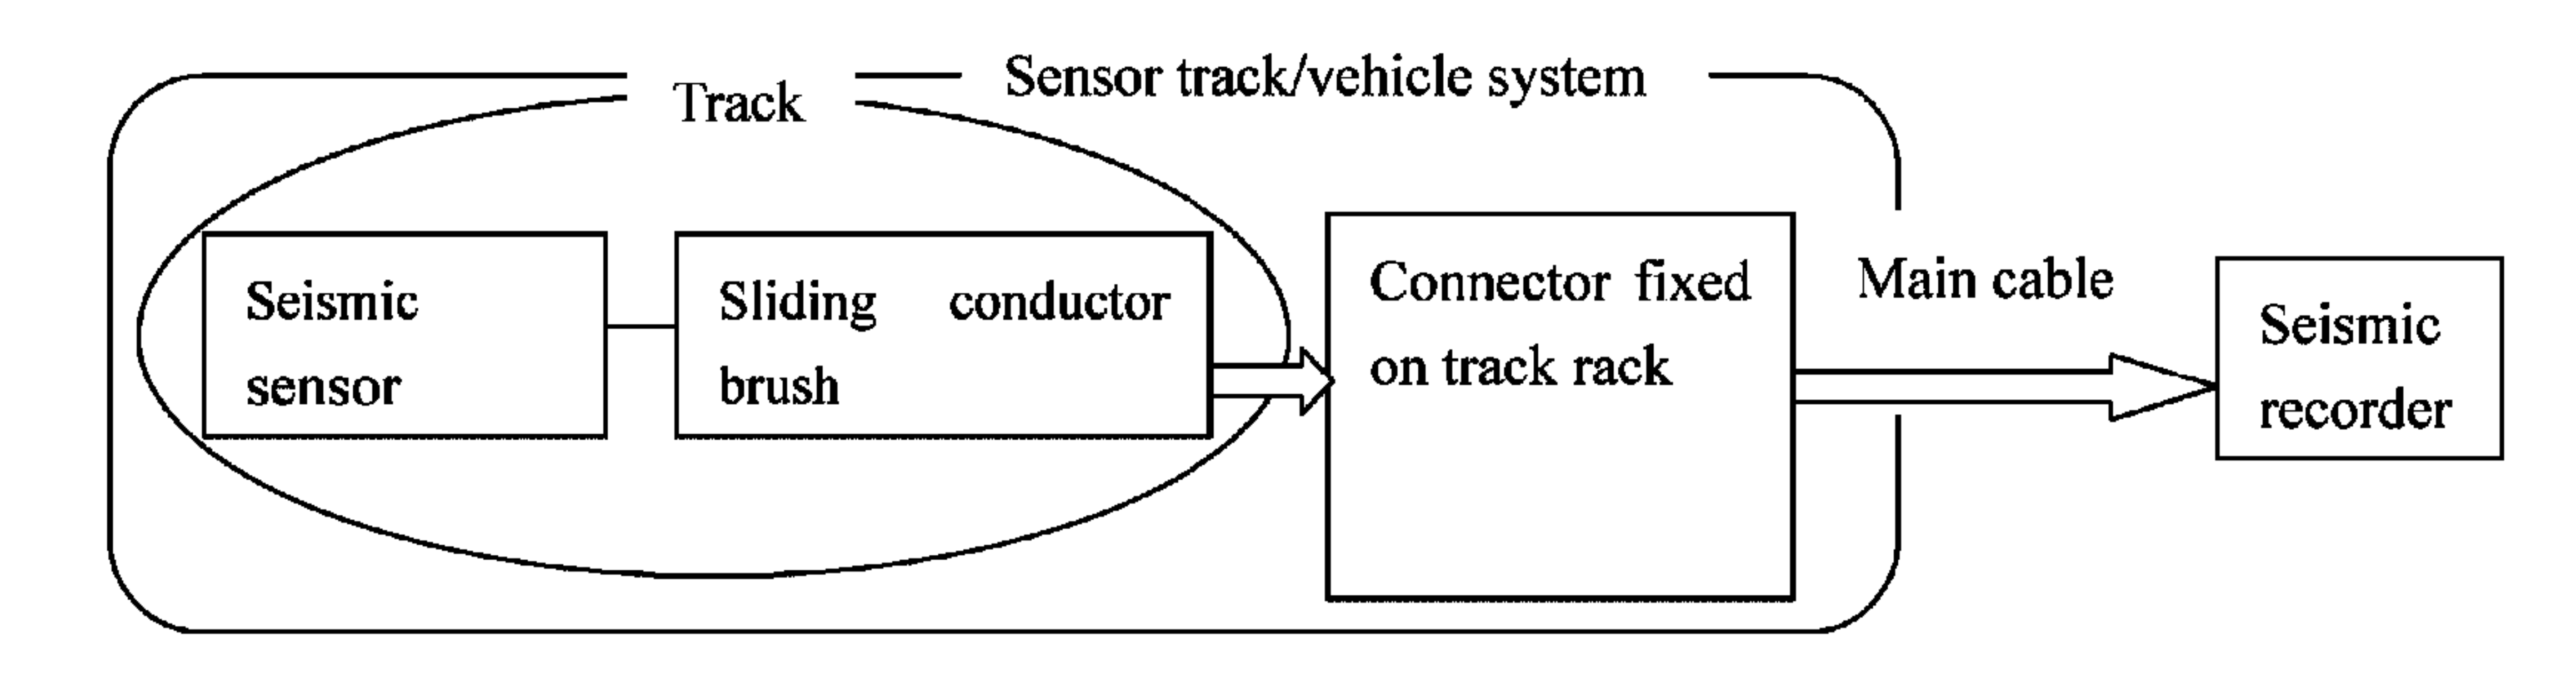 Sensor track/vehicle system
Track
Seismic
sensor
Sliding conductor
brush
Connector fixed
on track rack
Main cable
Seismic
recorder